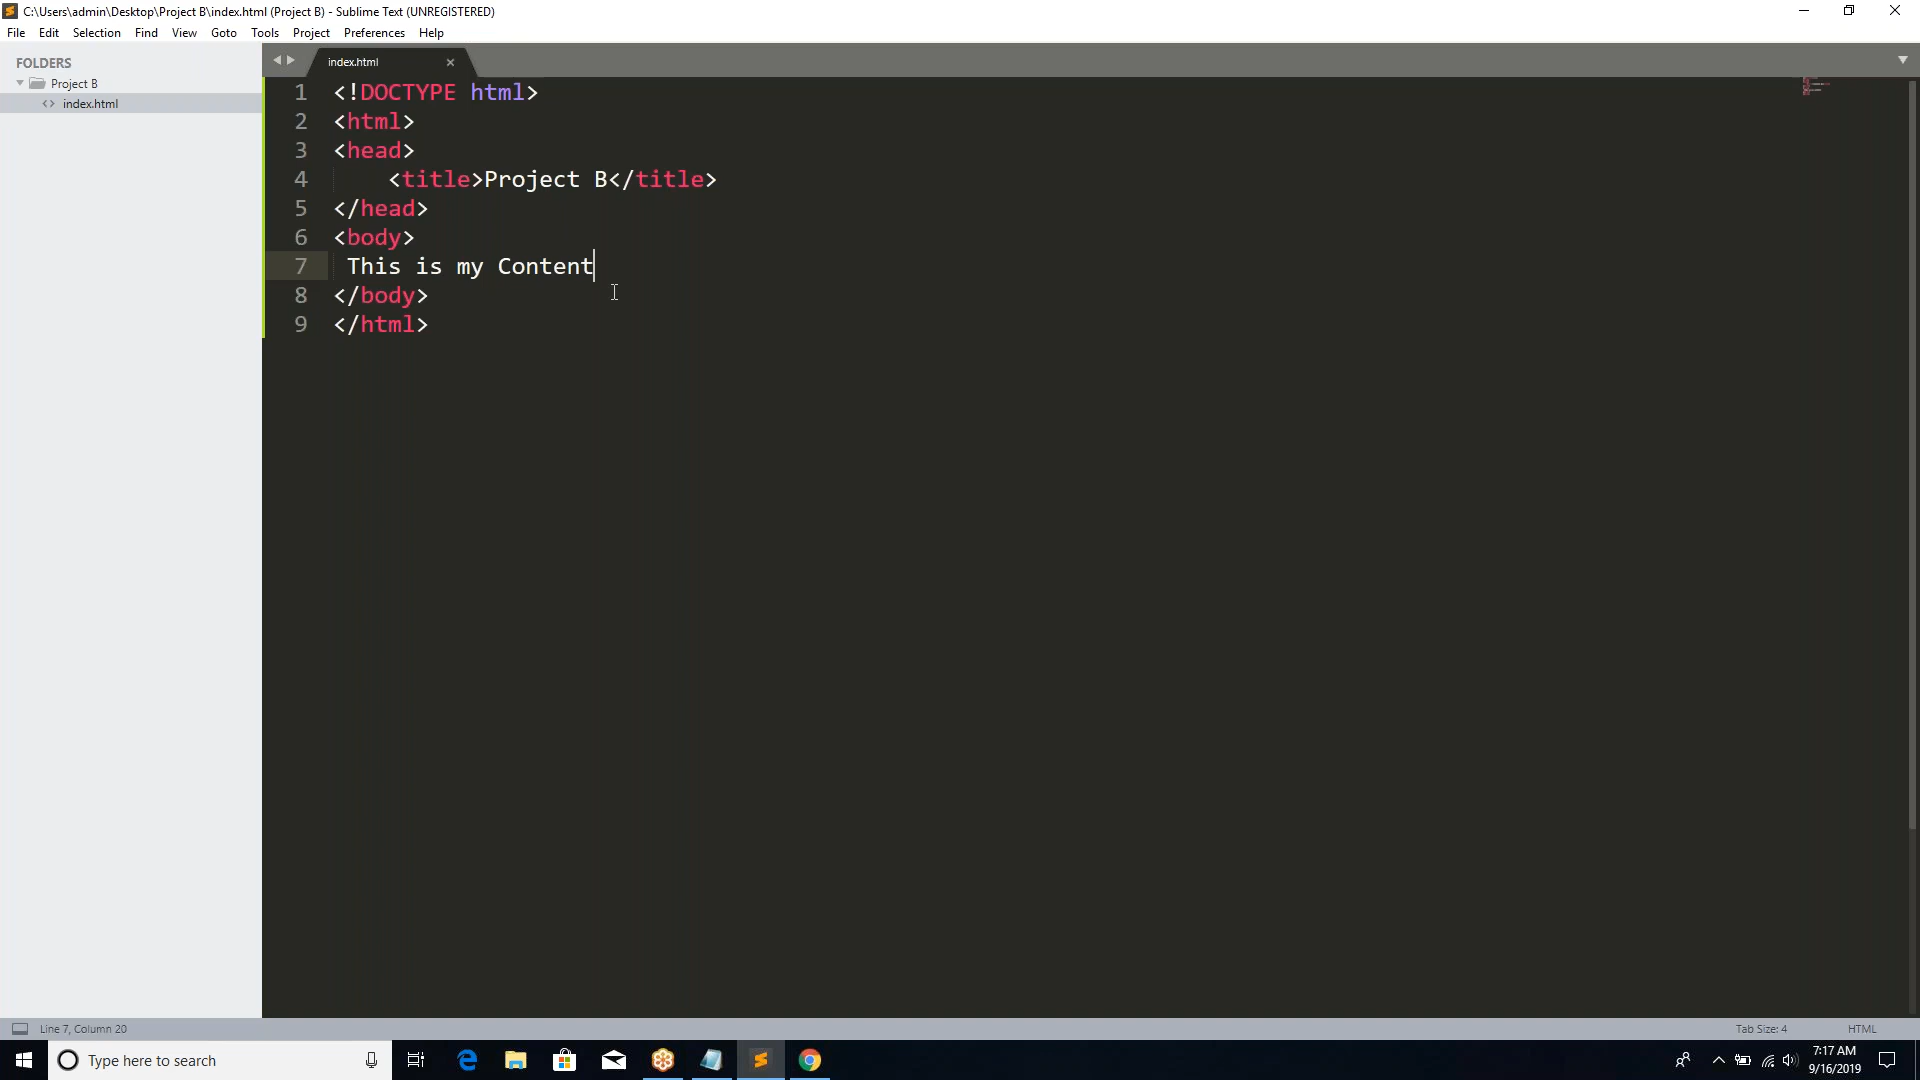 C:\Users\admin\Desktop\Project B\index.html (Project B) - Sublime Text (UNREGISTERED)
File Edit Selection Find View Goto Tools Project Preferences Help
FOLDERS
Project B
index.html
index.html
1 <!DOCTYPE html>
2 <html>
3 <head>
4 <title>Project B</title>
5 </head>
6 <body>
7 This is my Content
8 </body>
9 </html>
Line 7, Column 20
Tab Size: 4
HTML
Type here to search
7:17 AM
9/16/2019